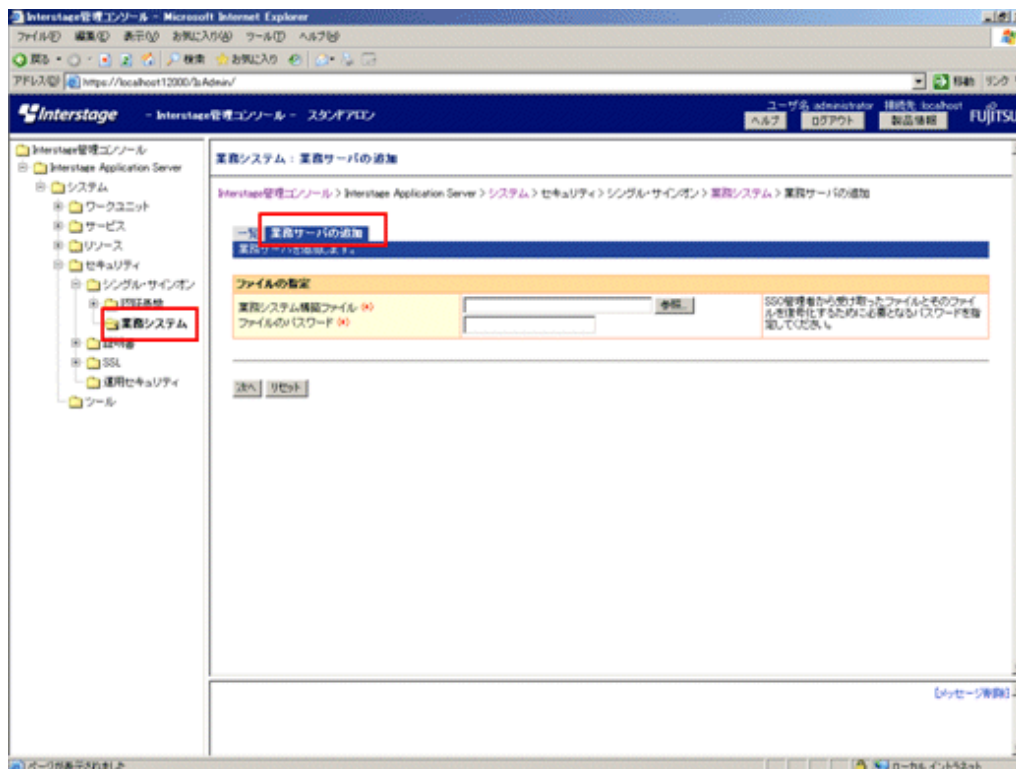 Interstage管理コンソール - Microsoft Internet Explorer
ファイル(F) 編集(E) 表示(V) お気に入り(A) ツール(T) ヘルプ(H)
戻る 検索 お気に入り
アドレス(D) https://localhost:12000/IsAdmin/ 移動 リンク
Interstage - Interstage管理コンソール - スタンドアロン
ユーザ名:administrator 接続先:localhost
ヘルプ ログアウト 製品情報 FUJITSU
Interstage管理コンソール
Interstage Application Server
システム
ワークユニット
サービス
リソース
セキュリティ
シングル・サインオン
認証基盤
業務システム
証明書
SSL
運用セキュリティ
ツール
業務システム : 業務サーバの追加
Interstage管理コンソール > Interstage Application Server > システム > セキュリティ > シングル・サインオン > 業務システム > 業務サーバの追加
一覧 業務サーバの追加
業務サーバを追加します。
ファイルの指定
業務システム構築ファイル (*) 参照...
ファイルのパスワード (*)
SSO管理者から受け取ったファイルとそのファイ
ルを復号化するために必要となるパスワードを指
定してください。
次へ リセット
[メッセージ削除]
ページが表示されました
ローカル イントラネット